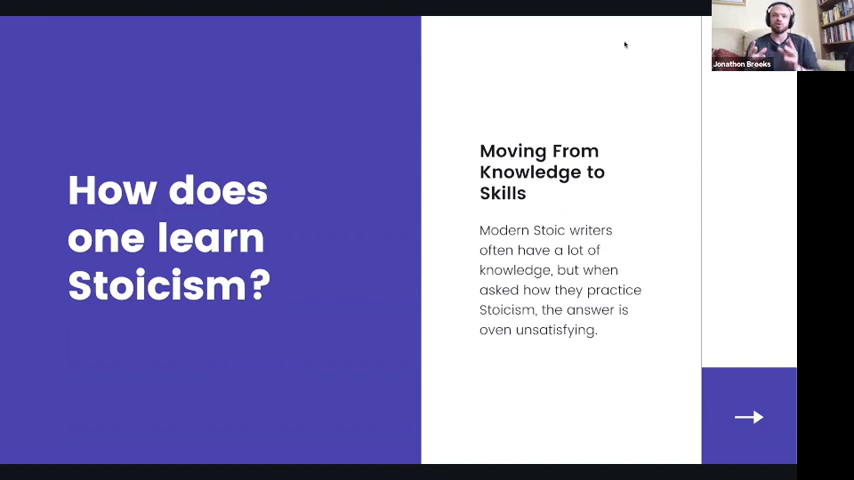 How does
one learn
Stoicism?
Moving From
Knowledge to
Skills
Modern Stoic writers
often have a lot of
knowledge, but when
asked how they practice
Stoicism, the answer is
oven unsatisfying.
Jonathon Brooks